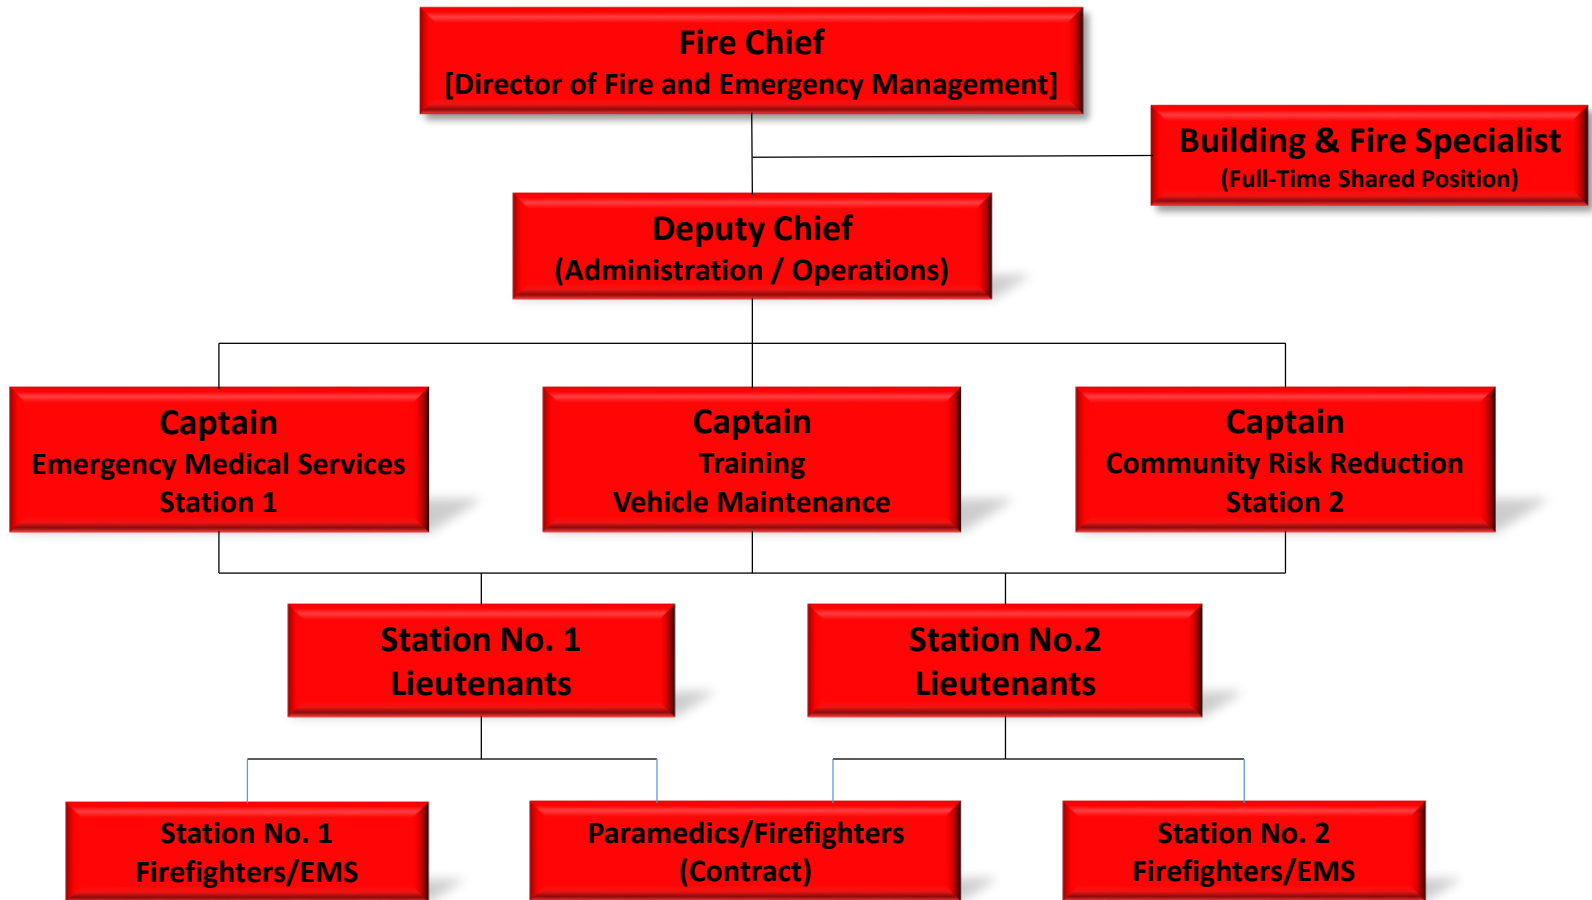 Fire Chief
[Director of Fire and Emergency Management]
Building & Fire Specialist
(Full-Time Shared Position)
Deputy Chief
(Administration / Operations)
Captain
Emergency Medical Services
Station 1
Captain
Training
Vehicle Maintenance
Captain
Community Risk Reduction
Station 2
Station No. 1
Lieutenants
Station No.2
Lieutenants
Station No. 1
Firefighters/EMS
Paramedics/Firefighters
(Contract)
Station No. 2
Firefighters/EMS